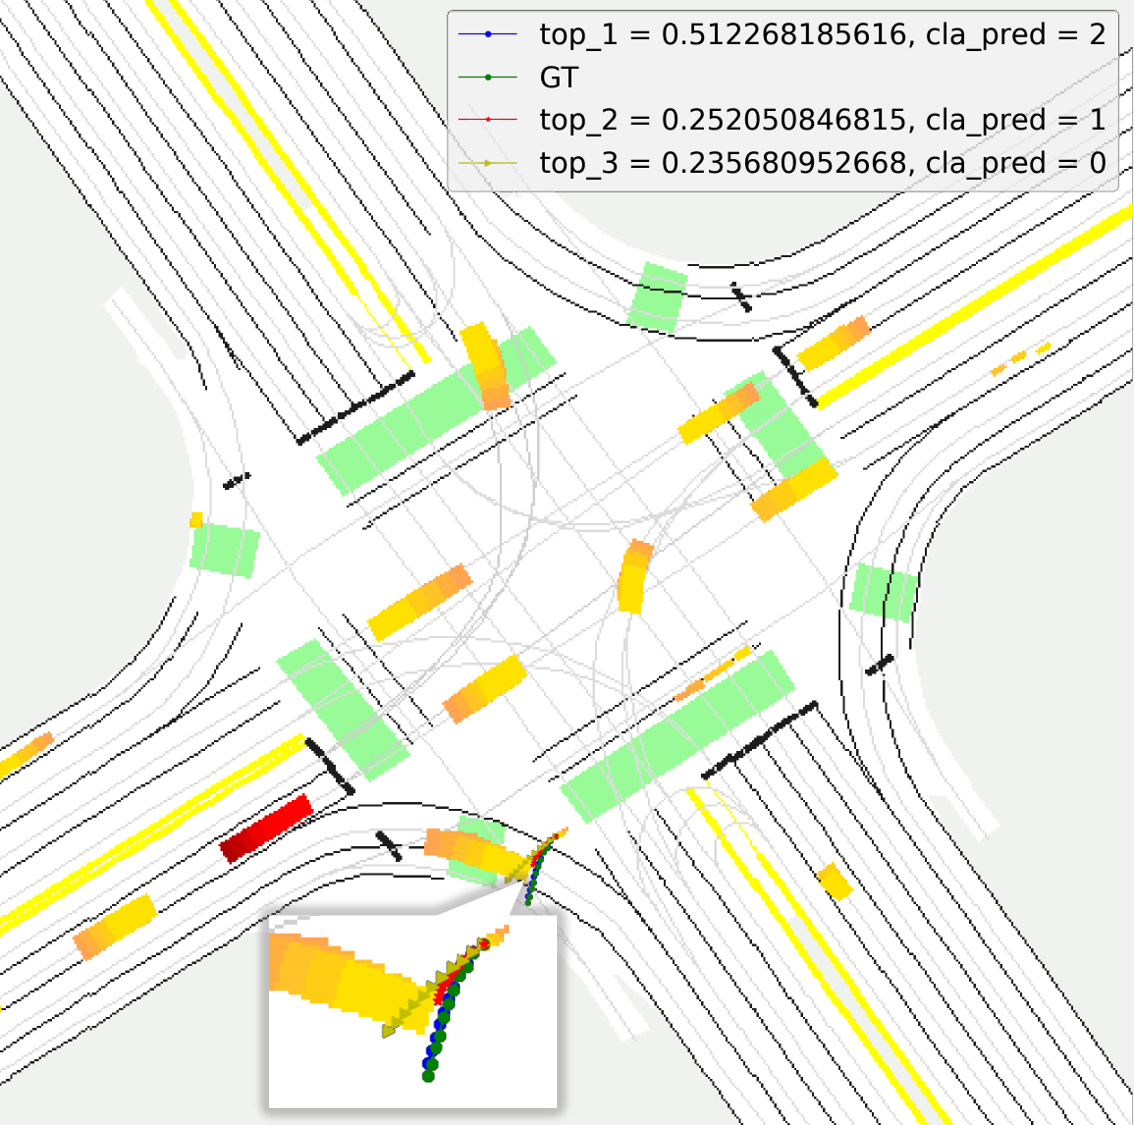 top_1 = 0.512268185616, cla_pred = 2
GT
top_2 = 0.252050846815, cla_pred = 1
top_3 = 0.235680952668, cla_pred = 0